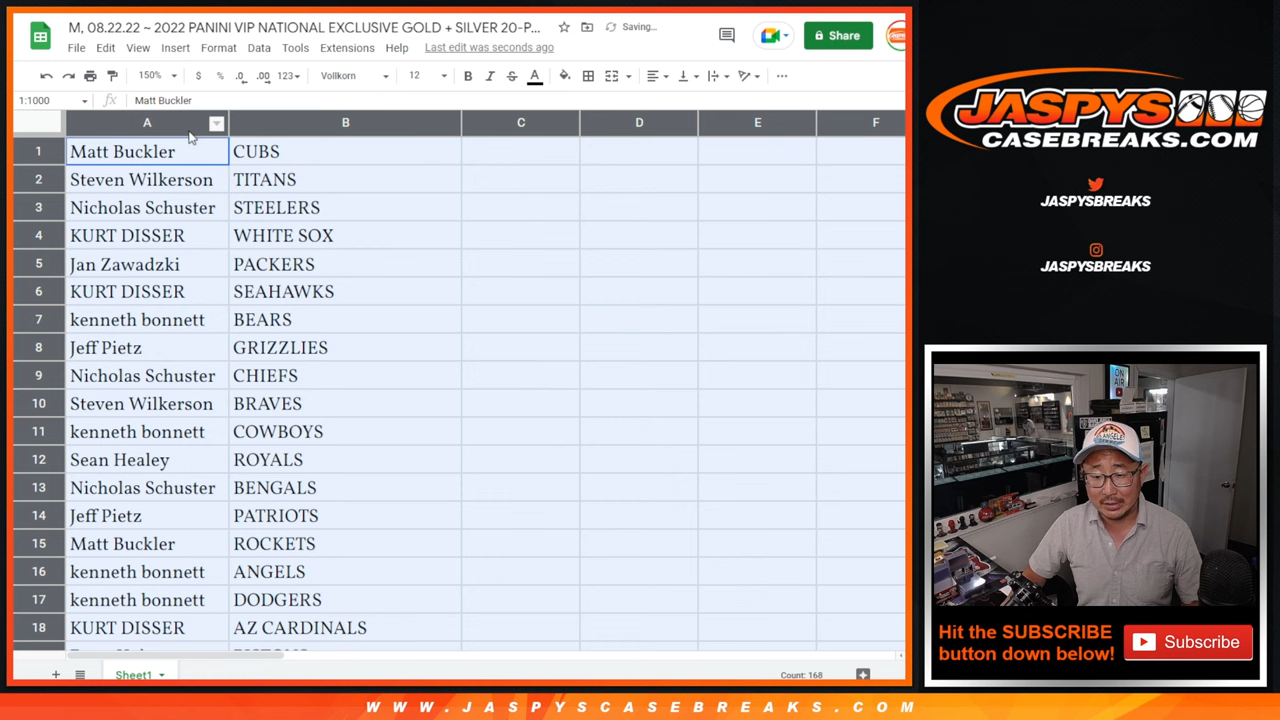 M, 08.22.22 ~ 2022 PANINI VIP NATIONAL EXCLUSIVE GOLD + SILVER 20-P... Saving...
File Edit View Insert Format Data Tools Extensions Help Last edit was seconds ago
Share
150% $ % .0 .00 123 Vollkorn 12 B I S A
1:1000 fx Matt Buckler
A B C D E F
1 Matt Buckler CUBS
2 Steven Wilkerson TITANS
3 Nicholas Schuster STEELERS
4 KURT DISSER WHITE SOX
5 Jan Zawadzki PACKERS
6 KURT DISSER SEAHAWKS
7 kenneth bonnett BEARS
8 Jeff Pietz GRIZZLIES
9 Nicholas Schuster CHIEFS
10 Steven Wilkerson BRAVES
11 kenneth bonnett COWBOYS
12 Sean Healey ROYALS
13 Nicholas Schuster BENGALS
14 Jeff Pietz PATRIOTS
15 Matt Buckler ROCKETS
16 kenneth bonnett ANGELS
17 kenneth bonnett DODGERS
18 KURT DISSER AZ CARDINALS
Sheet1 Count: 168
JASPYS
CASEBREAKS.COM
JASPYSBREAKS
JASPYSBREAKS
ON AIR
Hit the SUBSCRIBE
button down below!
Subscribe
WWW.JASPYSCASEBREAKS.COM